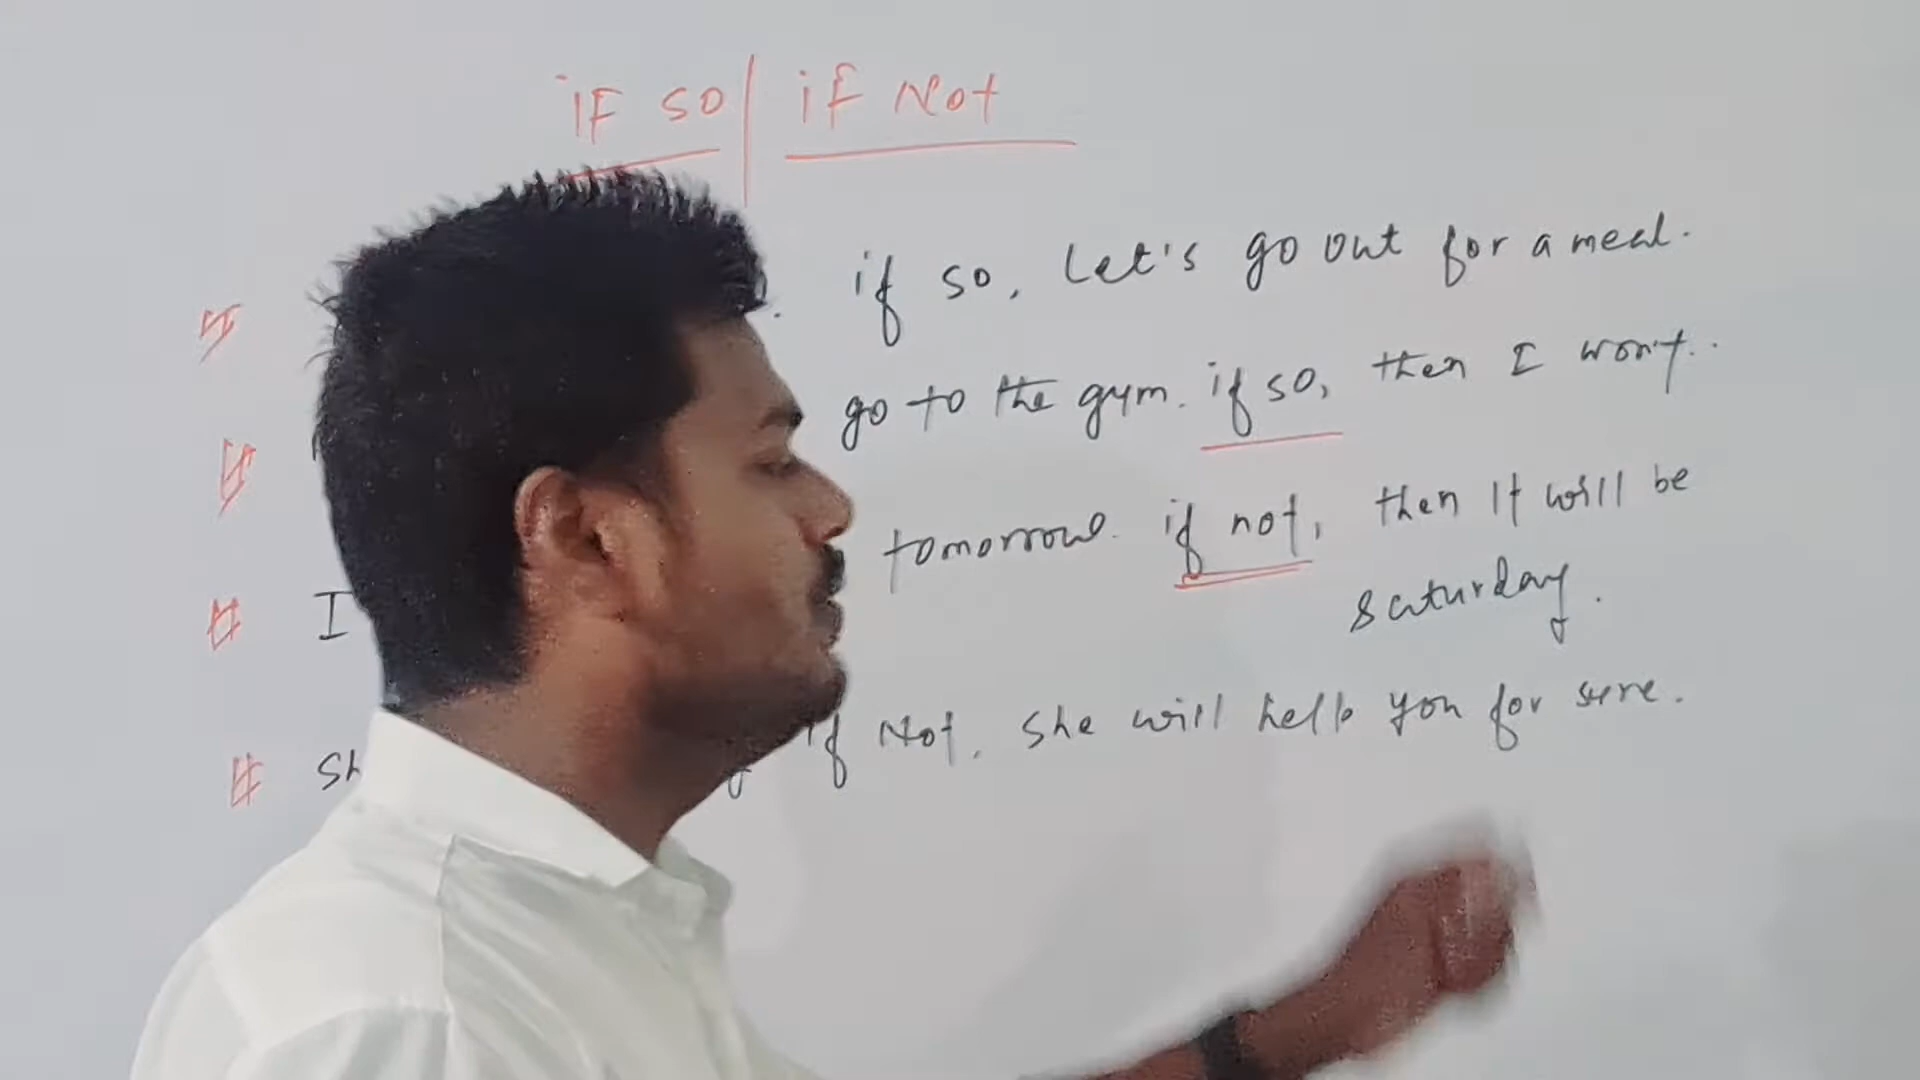 IF SO | if Not
. if so, Let's go out for a meal.
go to the gym. if so, then I won't..
I tomorrow. if not, then It will be
saturday.
Sh if Not, She will help you for sure.